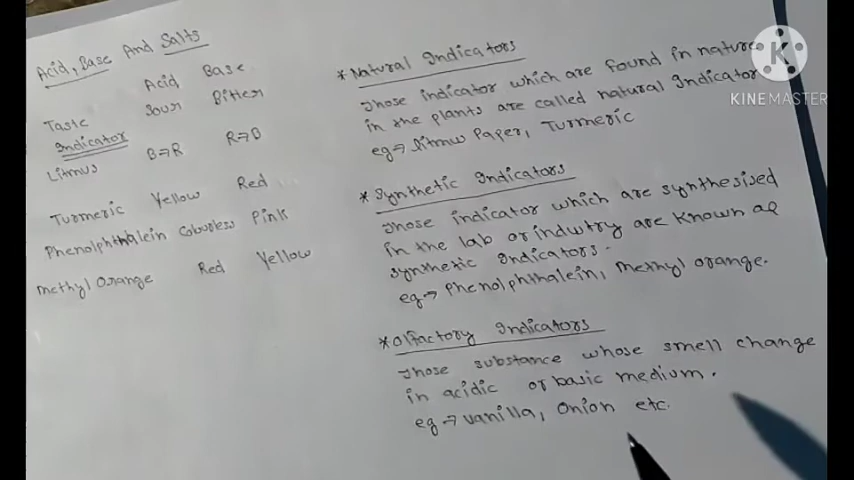 Acid, Base And Salts
Acid Base
Taste Sour Bitter
Indicator
Litmus B⇒R R⇒B
Turmeric Yellow Red
Phenolphthalein Colourless Pink
Methyl Orange Red Yellow
*Natural Indicators
Those indicator which are found in nature
in the plants are called natural Indicator
eg→ litmus Paper, Turmeric
*Synthetic Indicators
Those indicator which are synthesised
in the lab or industry are known as
synthetic Indicators.
eg→ Phenolphthalein, Methyl orange.
*Olfactory Indicators
Those substance whose smell change
in acidic or basic medium.
eg→ vanilla, Onion etc.
K
KINEMASTER